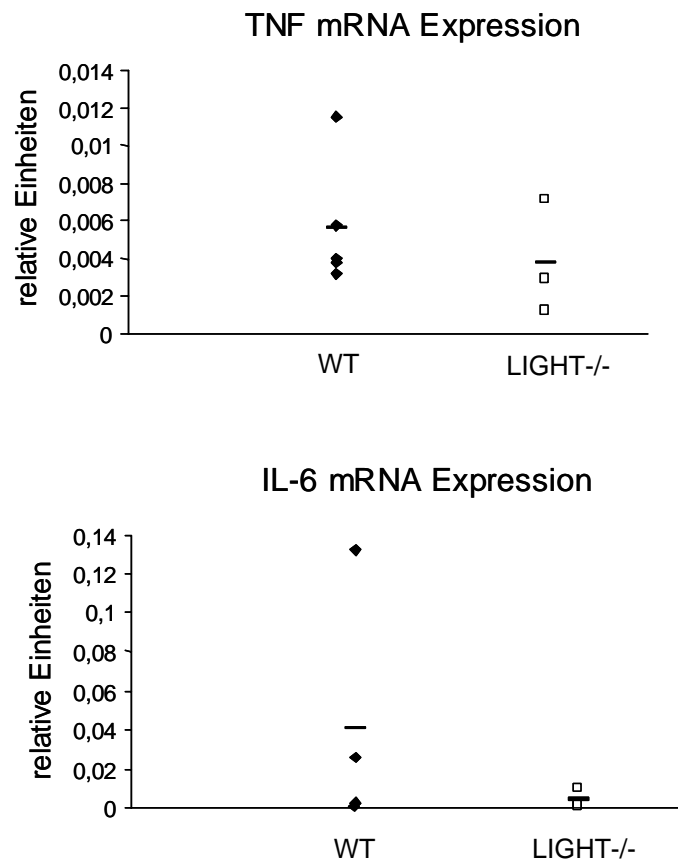 TNF mRNA Expression
relative Einheiten
0,014
0,012
0,01
0,008
0,006
0,004
0,002
0
WT LIGHT-/-
IL-6 mRNA Expression
relative Einheiten
0,14
0,12
0,1
0,08
0,06
0,04
0,02
0
WT LIGHT-/-